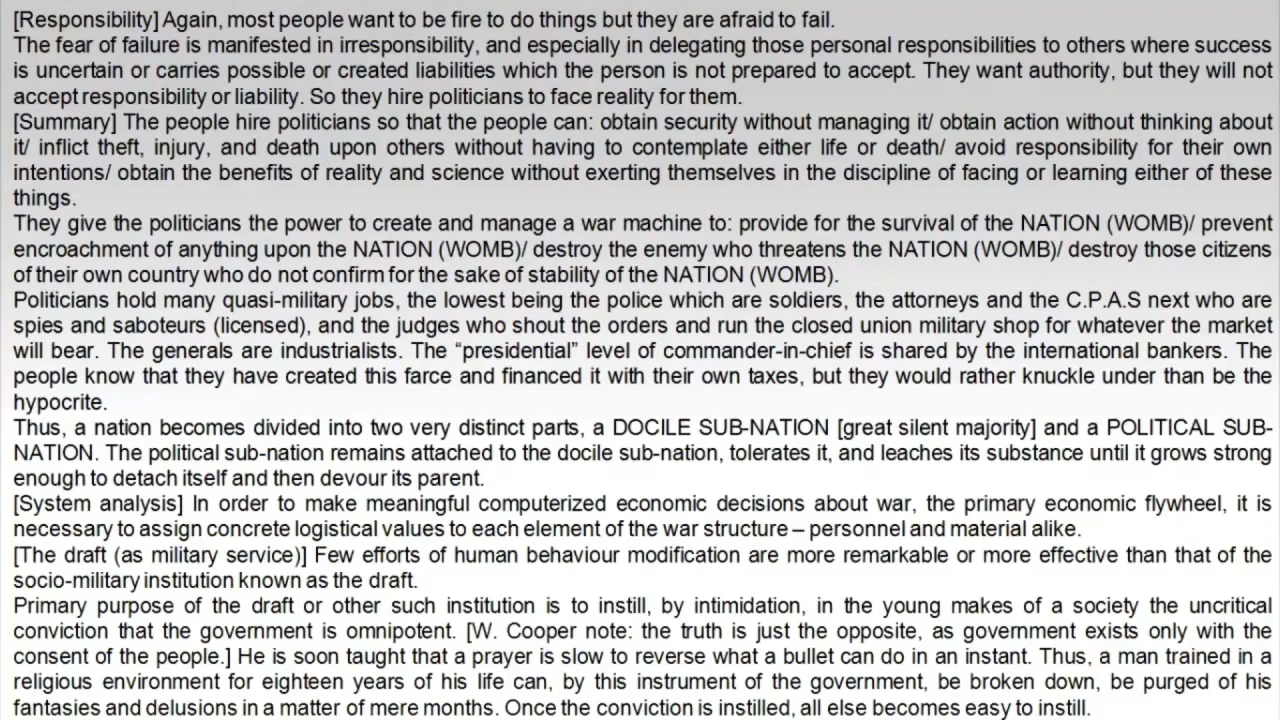 [Responsibility] Again, most people want to be fire to do things but they are afraid to fail.
The fear of failure is manifested in irresponsibility, and especially in delegating those personal responsibilities to others where success
is uncertain or carries possible or created liabilities which the person is not prepared to accept. They want authority, but they will not
accept responsibility or liability. So they hire politicians to face reality for them.
[Summary] The people hire politicians so that the people can: obtain security without managing it/ obtain action without thinking about
it/ inflict theft, injury, and death upon others without having to contemplate either life or death/ avoid responsibility for their own
intentions/ obtain the benefits of reality and science without exerting themselves in the discipline of facing or learning either of these
things.
They give the politicians the power to create and manage a war machine to: provide for the survival of the NATION (WOMB)/ prevent
encroachment of anything upon the NATION (WOMB)/ destroy the enemy who threatens the NATION (WOMB)/ destroy those citizens
of their own country who do not confirm for the sake of stability of the NATION (WOMB).
Politicians hold many quasi-military jobs, the lowest being the police which are soldiers, the attorneys and the C.P.A.S next who are
spies and saboteurs (licensed), and the judges who shout the orders and run the closed union military shop for whatever the market
will bear. The generals are industrialists. The “presidential” level of commander-in-chief is shared by the international bankers. The
people know that they have created this farce and financed it with their own taxes, but they would rather knuckle under than be the
hypocrite.
Thus, a nation becomes divided into two very distinct parts, a DOCILE SUB-NATION [great silent majority] and a POLITICAL SUB-
NATION. The political sub-nation remains attached to the docile sub-nation, tolerates it, and leaches its substance until it grows strong
enough to detach itself and then devour its parent.
[System analysis] In order to make meaningful computerized economic decisions about war, the primary economic flywheel, it is
necessary to assign concrete logistical values to each element of the war structure – personnel and material alike.
[The draft (as military service)] Few efforts of human behaviour modification are more remarkable or more effective than that of the
socio-military institution known as the draft.
Primary purpose of the draft or other such institution is to instill, by intimidation, in the young makes of a society the uncritical
conviction that the government is omnipotent. [W. Cooper note: the truth is just the opposite, as government exists only with the
consent of the people.] He is soon taught that a prayer is slow to reverse what a bullet can do in an instant. Thus, a man trained in a
religious environment for eighteen years of his life can, by this instrument of the government, be broken down, be purged of his
fantasies and delusions in a matter of mere months. Once the conviction is instilled, all else becomes easy to instill.